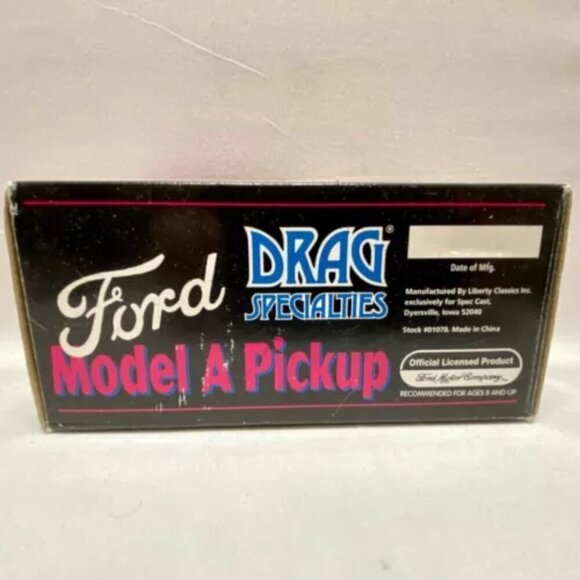 Ford
Model A Pickup
DRAG®
SPECIALTIES
Date of Mfg.
Manufactured By Liberty Classics Inc.
exclusively for Spec Cast,
Dyersville, Iowa 52040
Stock #01078. Made in China
Official Licensed Product
Ford Motor Company
RECOMMENDED FOR AGES 8 AND UP